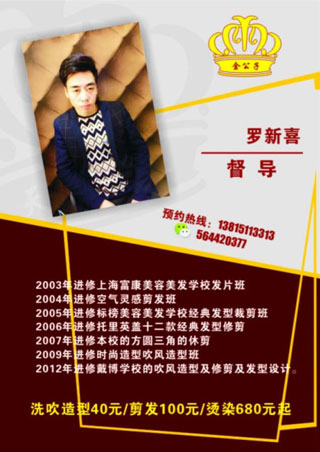 金公子
罗新喜
督导
预约热线：13815113313
564420377
2003年进修上海富康美容美发学校发片班
2004年进修空气灵感剪发班
2005年进修标榜美容美发学校经典发型裁剪班
2006年进修托里英盖十二款经典发型修剪
2007年进修本校的方圆三角的休剪
2009年进修时尚造型吹风造型班
2012年进修戴博学校的吹风造型及修剪及发型设计。
洗吹造型40元/剪发100元/烫染680元起